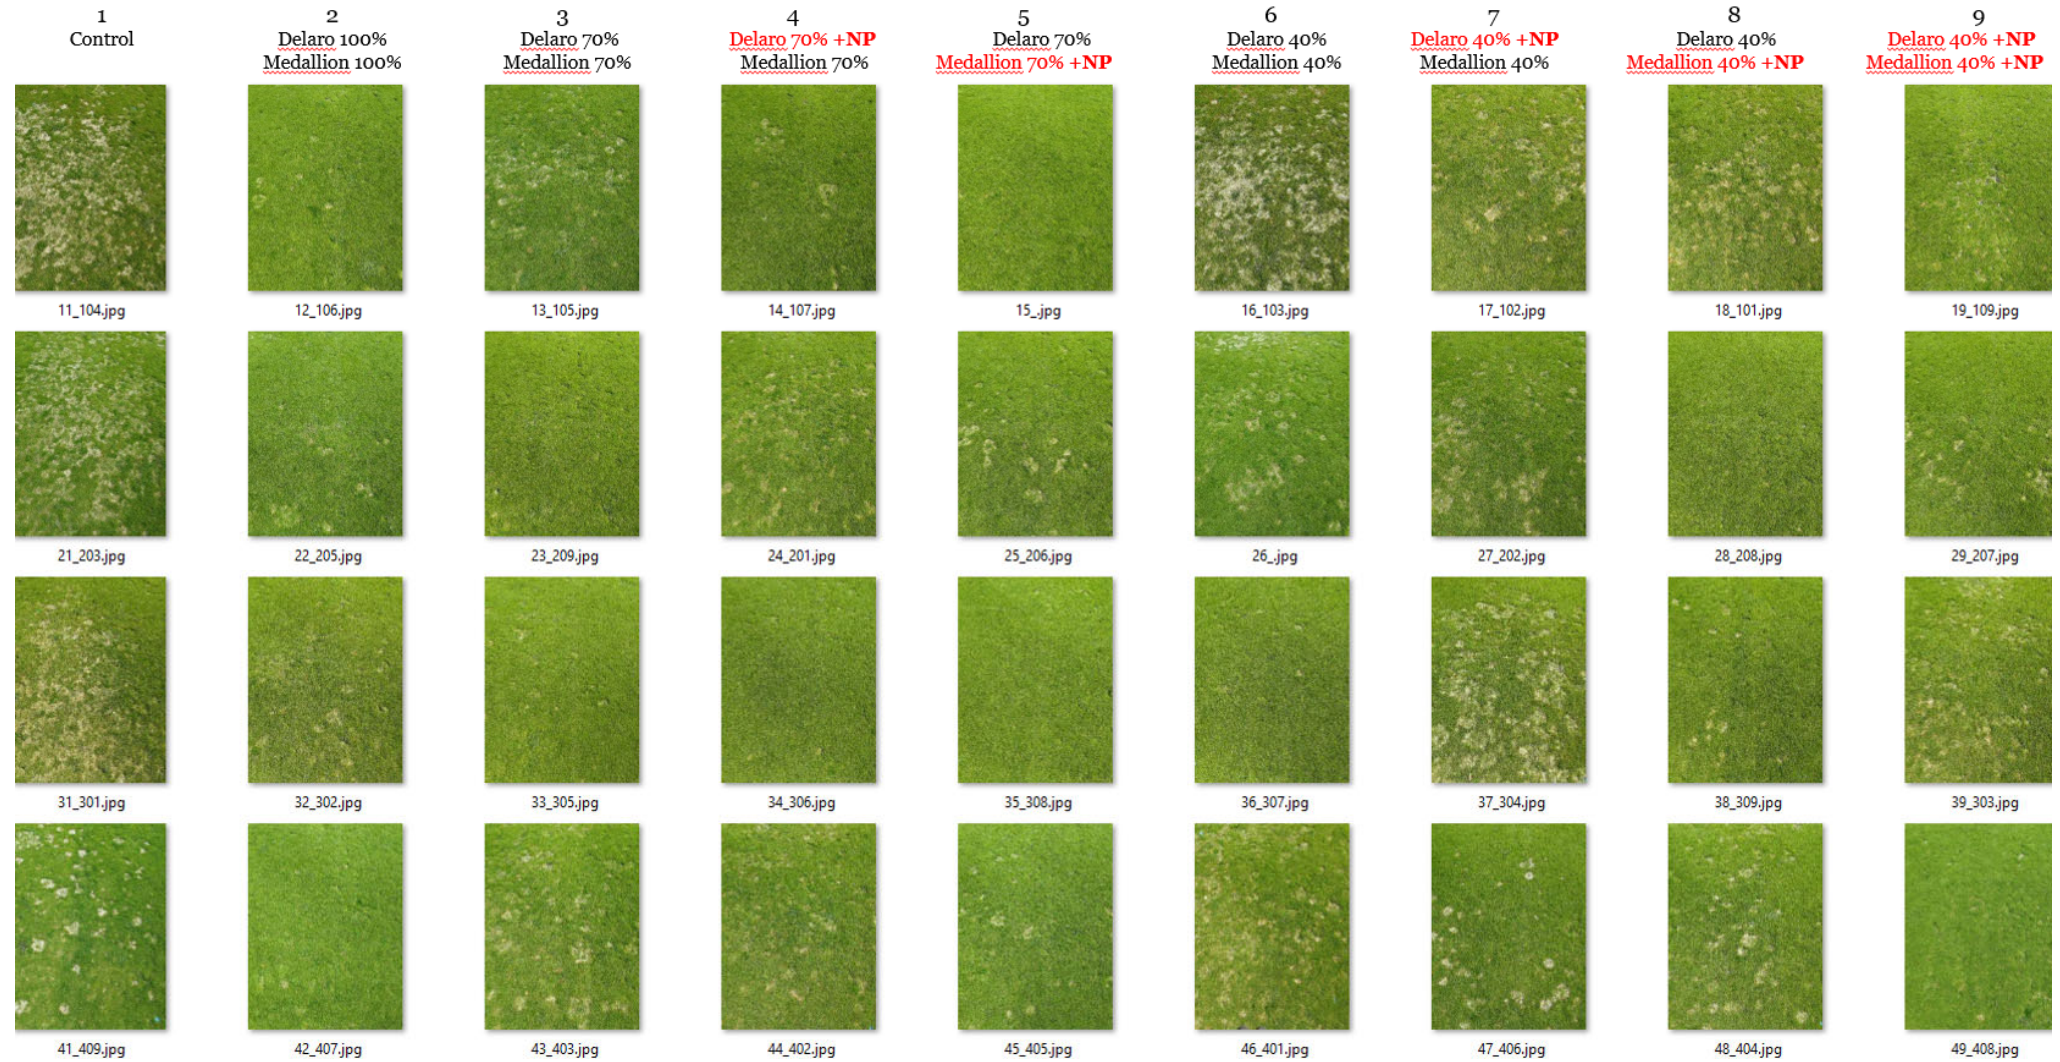 1 2 3 4 5 6 7 8 9
Control Delaro 100% Delaro 70% Delaro 70% +NP Delaro 70% Delaro 40% Delaro 40% +NP Delaro 40% Delaro 40% +NP
Medallion 100% Medallion 70% Medallion 70% Medallion 70% +NP Medallion 40% Medallion 40% Medallion 40% +NP Medallion 40% +NP
11_104.jpg 12_106.jpg 13_105.jpg 14_107.jpg 15_.jpg 16_103.jpg 17_102.jpg 18_101.jpg 19_109.jpg
21_203.jpg 22_205.jpg 23_209.jpg 24_201.jpg 25_206.jpg 26_.jpg 27_202.jpg 28_208.jpg 29_207.jpg
31_301.jpg 32_302.jpg 33_305.jpg 34_306.jpg 35_308.jpg 36_307.jpg 37_304.jpg 38_309.jpg 39_303.jpg
41_409.jpg 42_407.jpg 43_403.jpg 44_402.jpg 45_405.jpg 46_401.jpg 47_406.jpg 48_404.jpg 49_408.jpg